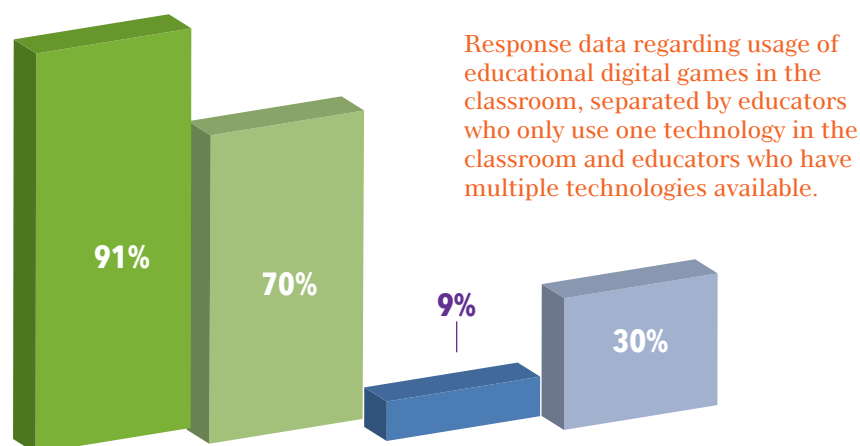 Response data regarding usage of
educational digital games in the
classroom, separated by educators
who only use one technology in the
classroom and educators who have
multiple technologies available.
91%
70%
9%
30%